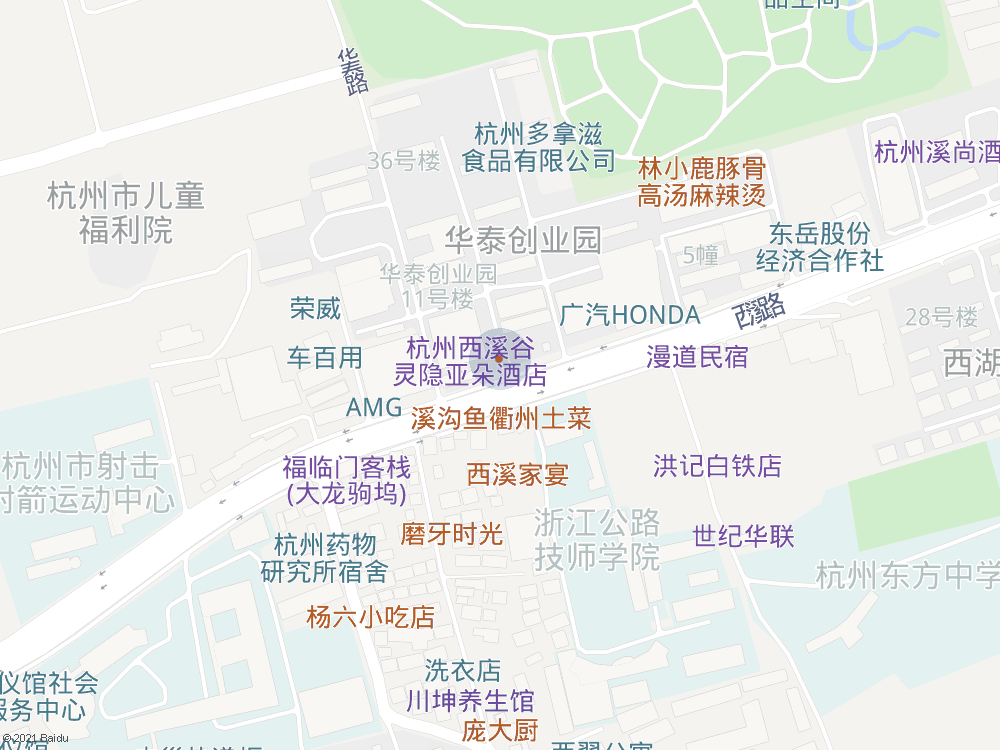 品空间
华泰路
杭州多拿滋
食品有限公司
36号楼
林小鹿豚骨
高汤麻辣烫
杭州溪尚酒
杭州市儿童
福利院
华泰创业园
5幢
东岳股份
经济合作社
华泰创业园
11号楼
荣威
广汽HONDA
西溪路
28号楼
车百用
杭州西溪谷
灵隐亚朵酒店
漫道民宿
西湖
AMG
溪沟鱼衢州土菜
杭州市射击
射箭运动中心
福临门客栈
(大龙驹坞)
西溪家宴
洪记白铁店
磨牙时光
浙江公路
技师学院
世纪华联
杭州药物
研究所宿舍
杭州东方中学
杨六小吃店
洗衣店
仪馆社会
服务中心
川坤养生馆
庞大厨
© 2021 Baidu